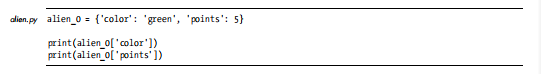 alien.py alien_0 = {'color': 'green', 'points': 5}
print(alien_0['color'])
print(alien_0['points'])